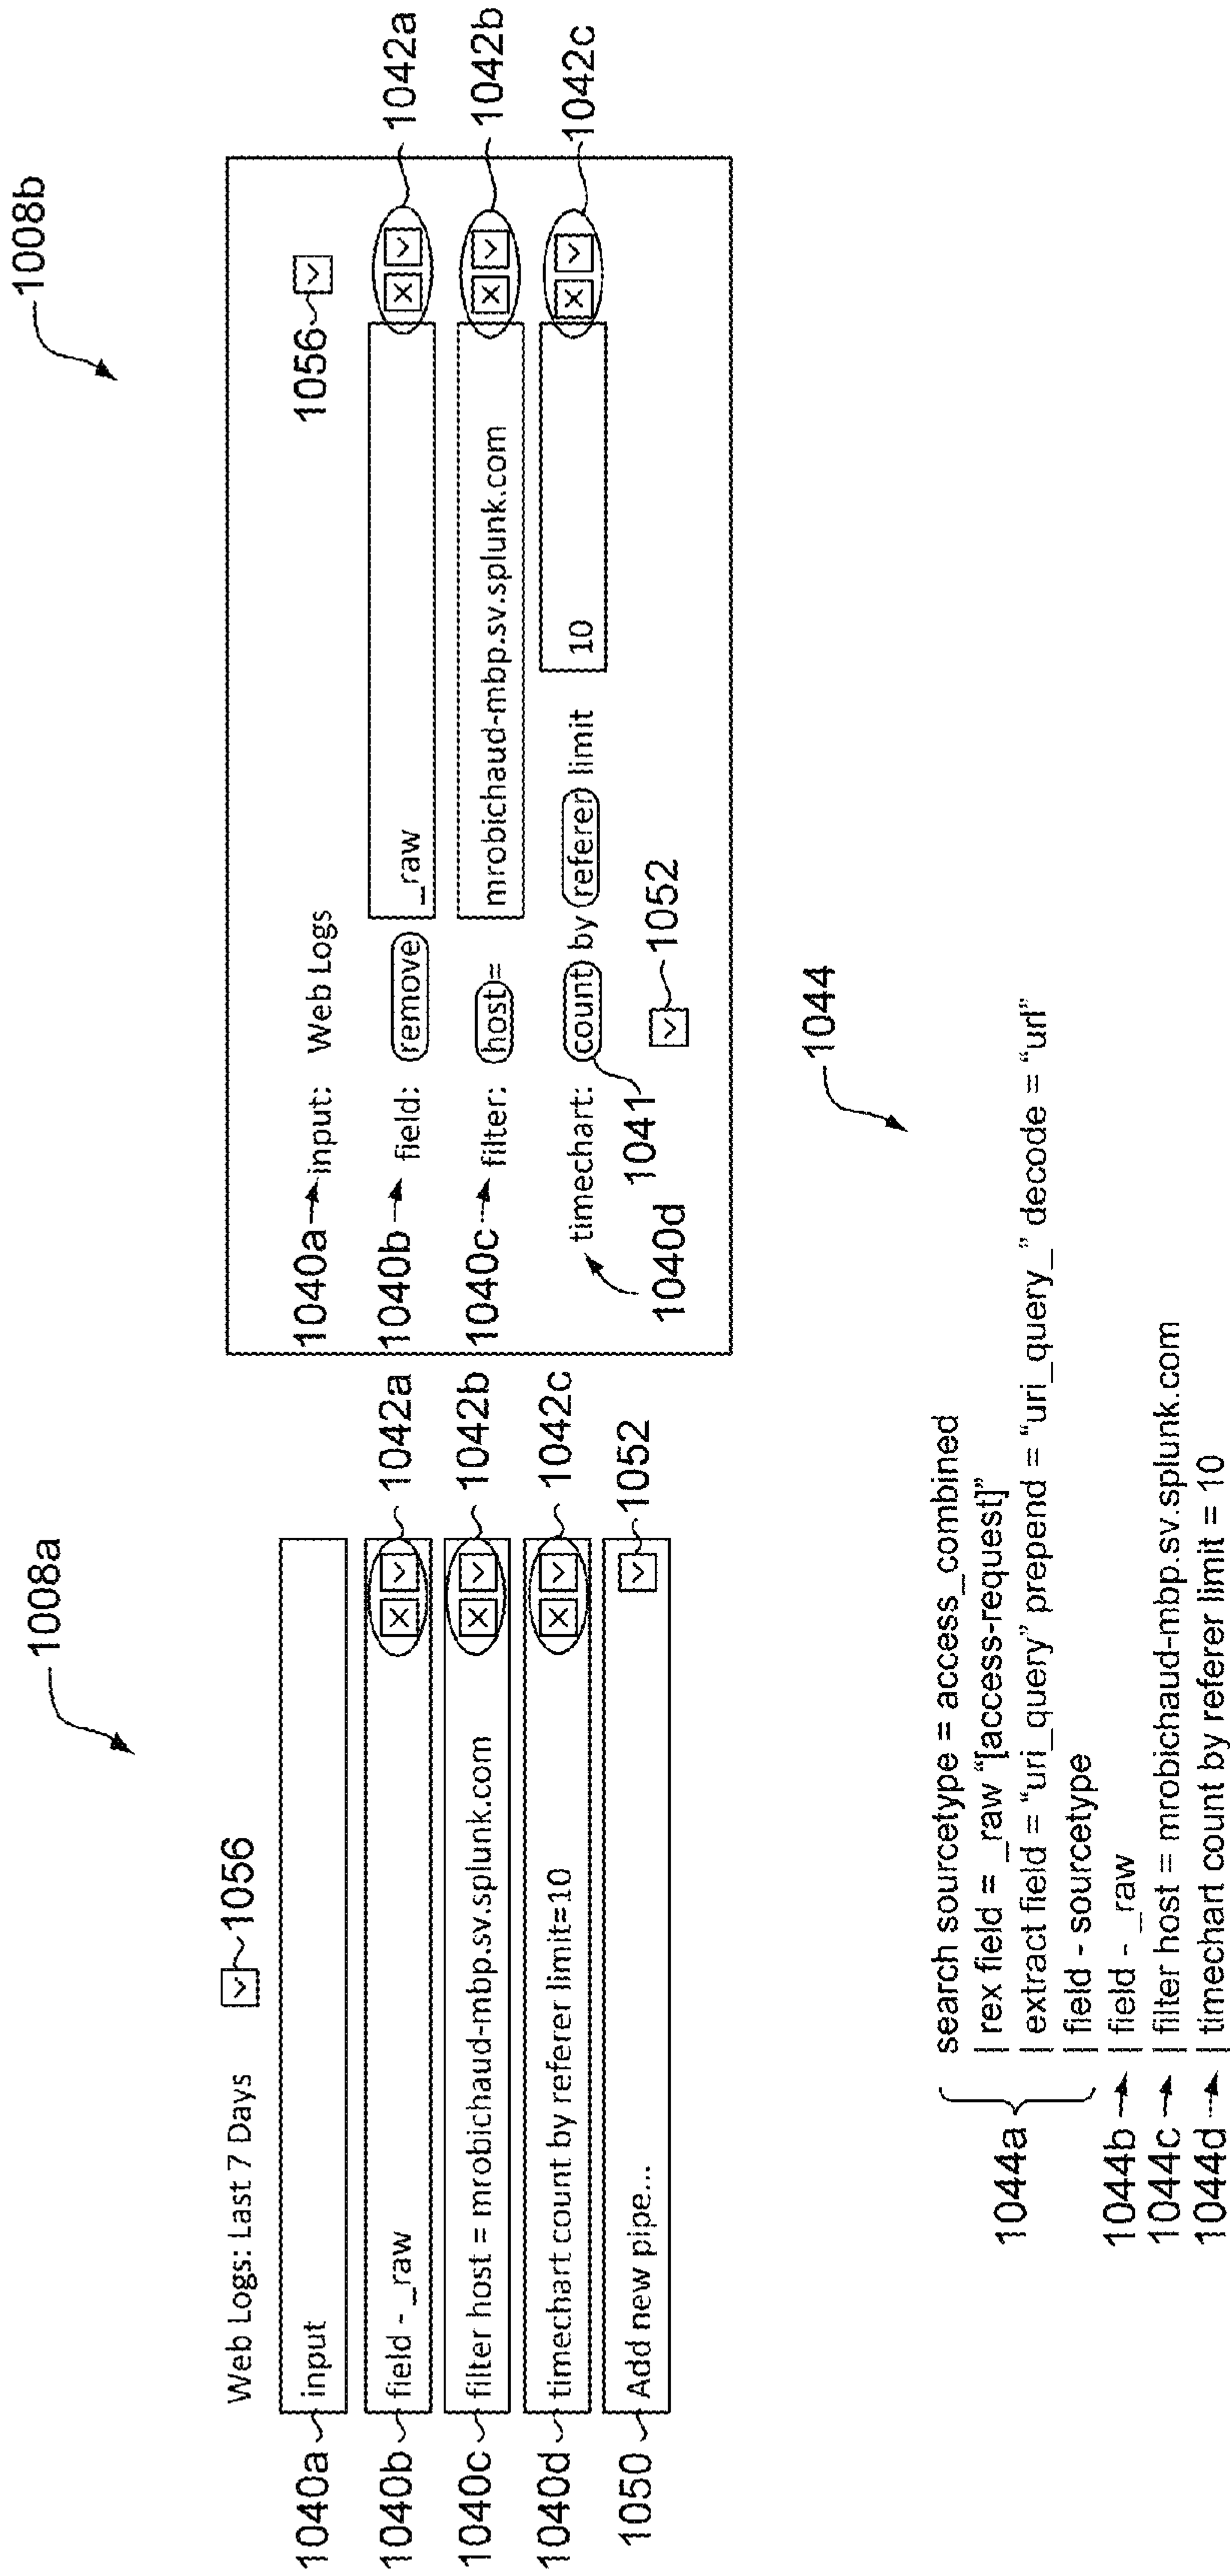 1008a
Web Logs: Last 7 Days 1056
1040a input
1040b field - _raw 1042a
1040c filter host = mrobichaud-mbp.sv.splunk.com 1042b
1040d timechart count by referer limit=10 1042c
1050 Add new pipe... 1052
1008b
1056
1040a input: Web Logs
1040b field: remove _raw 1042a
1040c filter: host= mrobichaud-mbp.sv.splunk.com 1042b
timechart: count by referer limit 10 1042c
1040d 1041 1052
1044
search sourcetype = access_combined
| rex field = _raw "[access-request]"
1044a | extract field = "uri_query" prepend = "uri_query_" decode = "url"
| field - sourcetype
1044b | field - _raw
1044c | filter host = mrobichaud-mbp.sv.splunk.com
1044d | timechart count by referer limit = 10